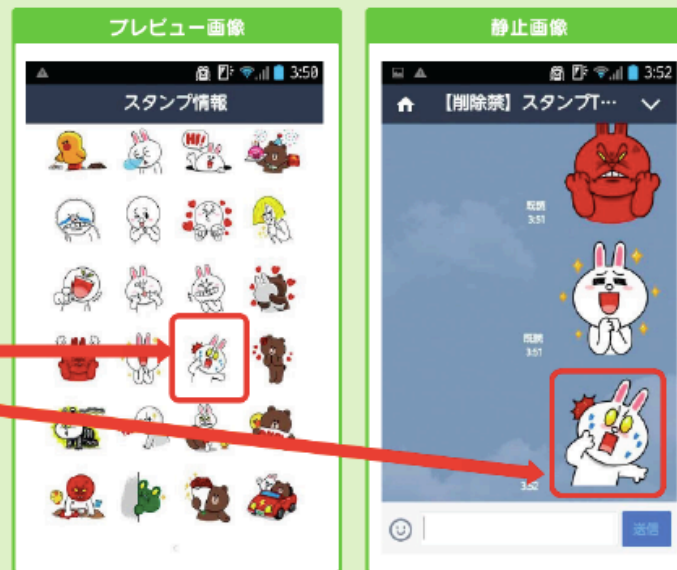 プレビュー画像
3:50
スタンプ情報
HI!
静止画像
3:52
【削除禁】スタンプT…
既読
3:51
既読
3:51
3:52
送信